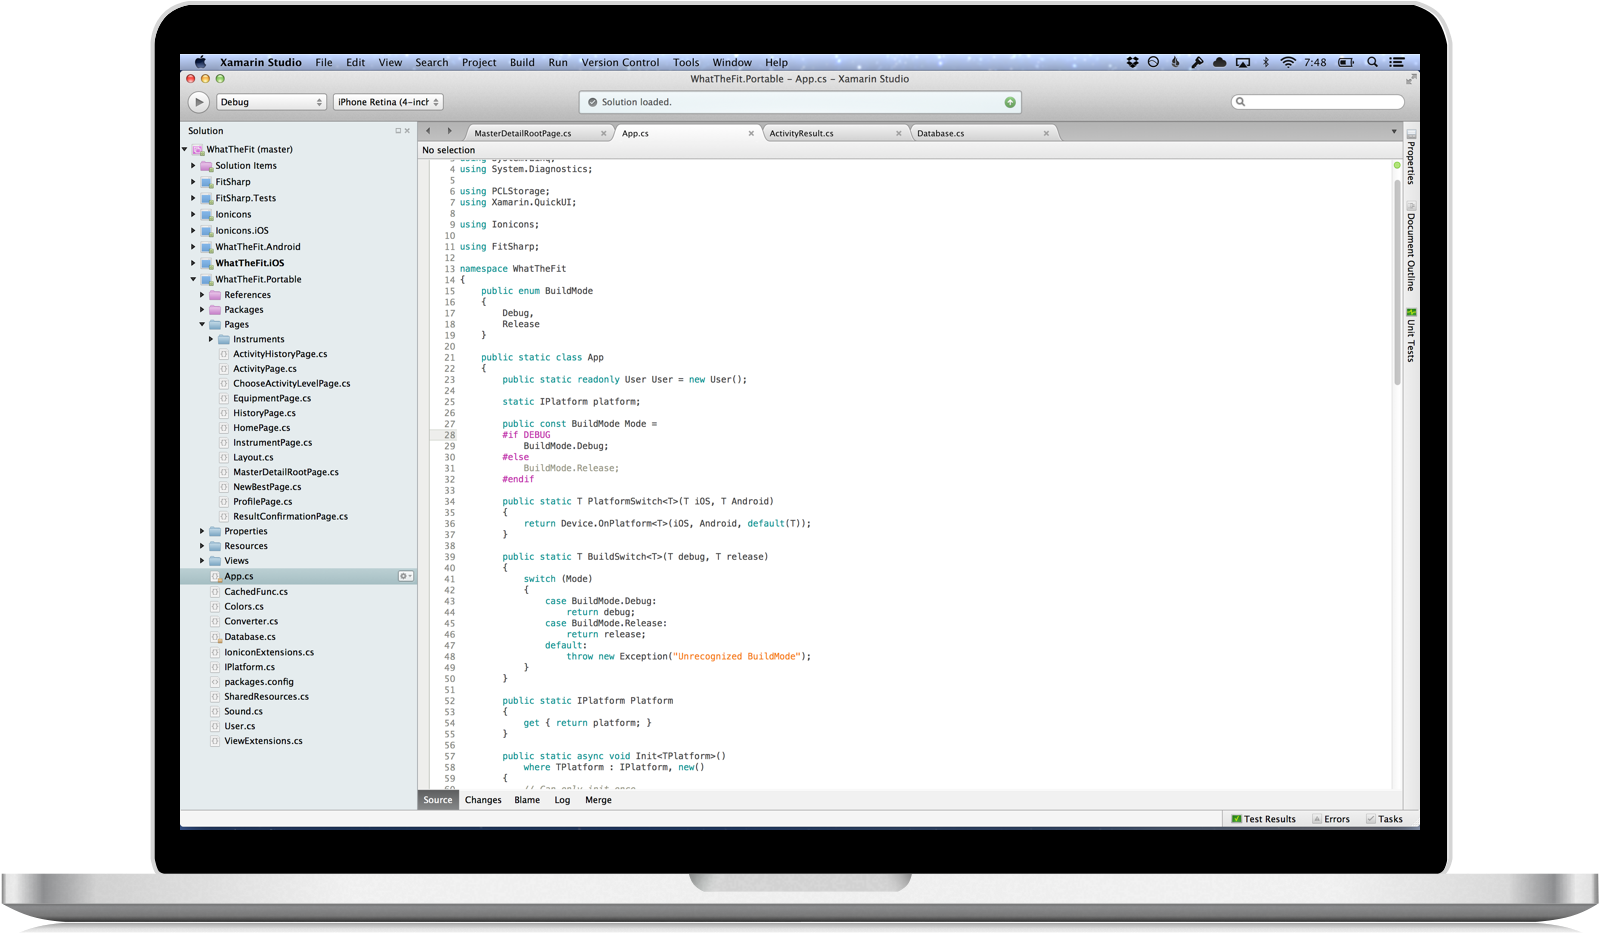 Xamarin Studio File Edit View Search Project Build Run Version Control Tools Window Help 7:48
WhatTheFit.Portable – App.cs – Xamarin Studio
Debug iPhone Retina (4-inch Solution loaded.
Solution
WhatTheFit (master)
Solution Items
FitSharp
FitSharp.Tests
Ionicons
Ionicons.iOS
WhatTheFit.Android
WhatTheFit.iOS
WhatTheFit.Portable
References
Packages
Pages
Instruments
ActivityHistoryPage.cs
ActivityPage.cs
ChooseActivityLevelPage.cs
EquipmentPage.cs
HistoryPage.cs
HomePage.cs
InstrumentPage.cs
Layout.cs
MasterDetailRootPage.cs
NewBestPage.cs
ProfilePage.cs
ResultConfirmationPage.cs
Properties
Resources
Views
App.cs
CachedFunc.cs
Colors.cs
Converter.cs
Database.cs
IoniconExtensions.cs
IPlatform.cs
packages.config
SharedResources.cs
Sound.cs
User.cs
ViewExtensions.cs
MasterDetailRootPage.cs App.cs ActivityResult.cs Database.cs
No selection
3 using System.Linq;
4 using System.Diagnostics;
5
6 using PCLStorage;
7 using Xamarin.QuickUI;
8
9 using Ionicons;
10
11 using FitSharp;
12
13 namespace WhatTheFit
14 {
15 public enum BuildMode
16 {
17 Debug,
18 Release
19 }
20
21 public static class App
22 {
23 public static readonly User User = new User();
24
25 static IPlatform platform;
26
27 public const BuildMode Mode =
28 #if DEBUG
29 BuildMode.Debug;
30 #else
31 BuildMode.Release;
32 #endif
33
34 public static T PlatformSwitch<T>(T iOS, T Android)
35 {
36 return Device.OnPlatform<T>(iOS, Android, default(T));
37 }
38
39 public static T BuildSwitch<T>(T debug, T release)
40 {
41 switch (Mode)
42 {
43 case BuildMode.Debug:
44 return debug;
45 case BuildMode.Release:
46 return release;
47 default:
48 throw new Exception("Unrecognized BuildMode");
49 }
50 }
51
52 public static IPlatform Platform
53 {
54 get { return platform; }
55 }
56
57 public static async void Init<TPlatform>()
58 where TPlatform : IPlatform, new()
59 {
60 // Can only init once
Source Changes Blame Log Merge
Properties
Document Outline
Unit Tests
Test Results Errors Tasks